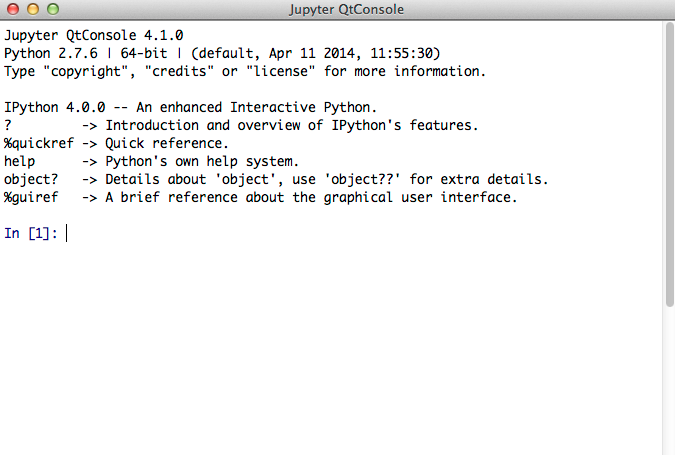 Jupyter QtConsole
Jupyter QtConsole 4.1.0
Python 2.7.6 | 64-bit | (default, Apr 11 2014, 11:55:30)
Type "copyright", "credits" or "license" for more information.
IPython 4.0.0 -- An enhanced Interactive Python.
?         -> Introduction and overview of IPython's features.
%quickref -> Quick reference.
help      -> Python's own help system.
object?   -> Details about 'object', use 'object??' for extra details.
%guiref   -> A brief reference about the graphical user interface.
In [1]: